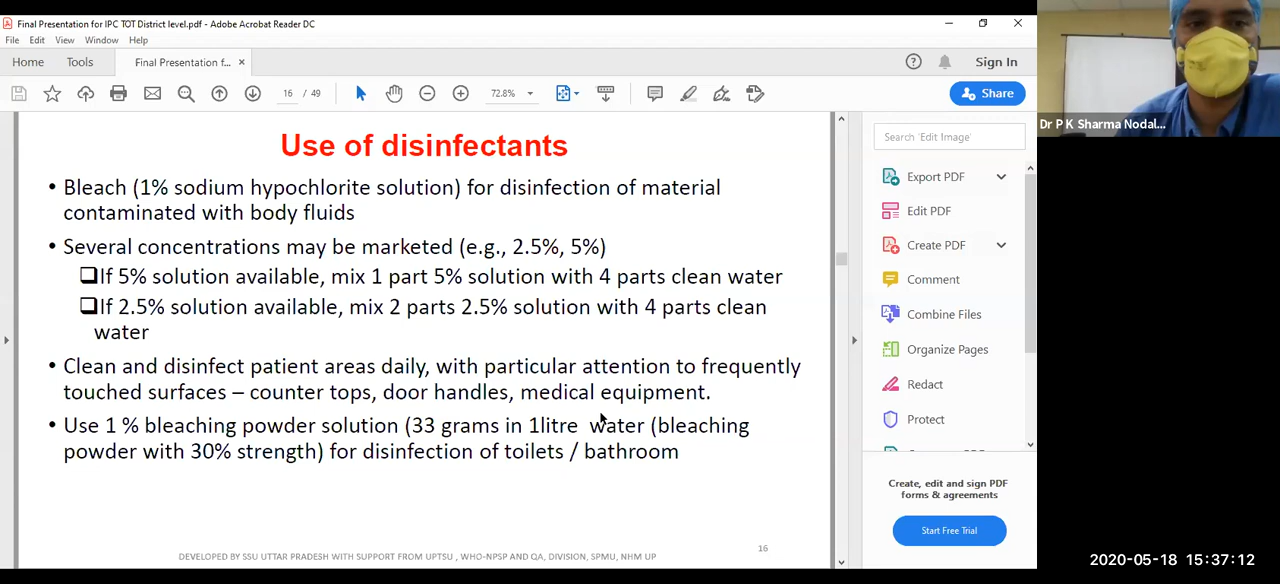 Final Presentation for IPC TOT District level.pdf - Adobe Acrobat Reader DC
File Edit View Window Help
Home Tools Final Presentation f... × Sign In
16 / 49 72.8% Share
Use of disinfectants
• Bleach (1% sodium hypochlorite solution) for disinfection of material
contaminated with body fluids
• Several concentrations may be marketed (e.g., 2.5%, 5%)
❑If 5% solution available, mix 1 part 5% solution with 4 parts clean water
❑If 2.5% solution available, mix 2 parts 2.5% solution with 4 parts clean
water
• Clean and disinfect patient areas daily, with particular attention to frequently
touched surfaces – counter tops, door handles, medical equipment.
• Use 1 % bleaching powder solution (33 grams in 1litre water (bleaching
powder with 30% strength) for disinfection of toilets / bathroom
DEVELOPED BY SSU UTTAR PRADESH WITH SUPPORT FROM UPTSU , WHO-NPSP AND QA, DIVISION, SPMU, NHM UP
16
Search 'Edit Image'
Export PDF
Edit PDF
Create PDF
Comment
Combine Files
Organize Pages
Redact
Protect
Create, edit and sign PDF
forms & agreements
Start Free Trial
Dr P K Sharma Nodal...
2020-05-18 15:37:12